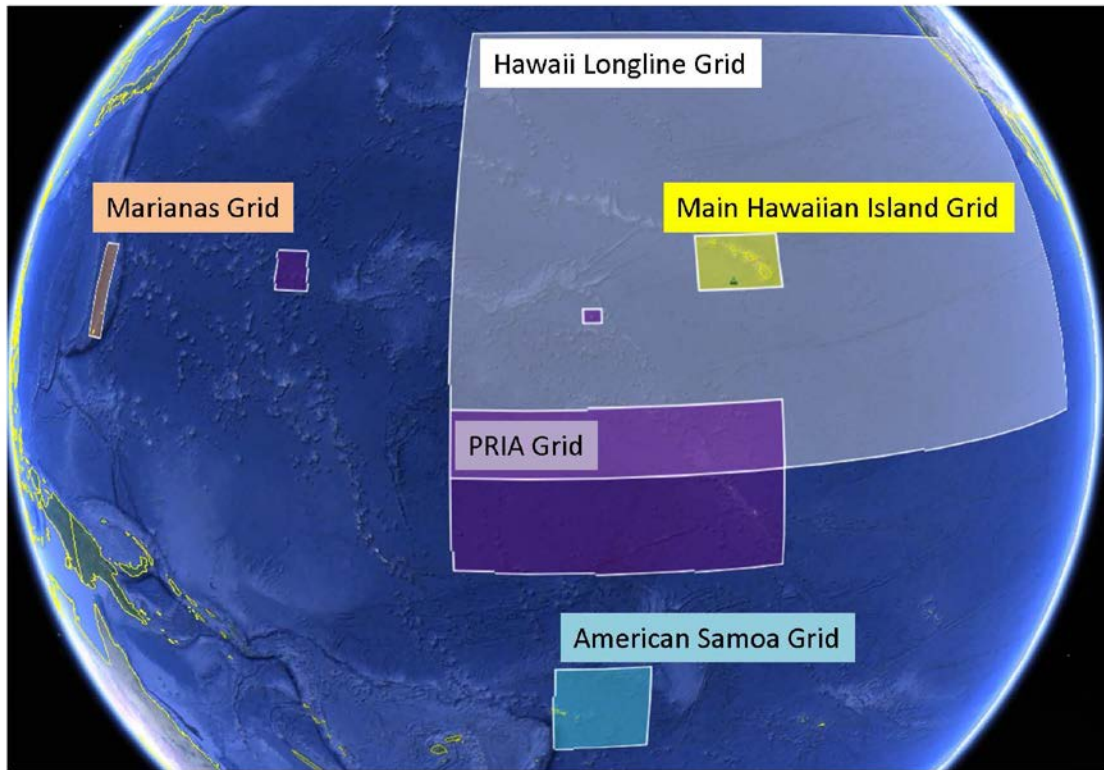 Hawaii Longline Grid
Marianas Grid
Main Hawaiian Island Grid
PRIA Grid
American Samoa Grid